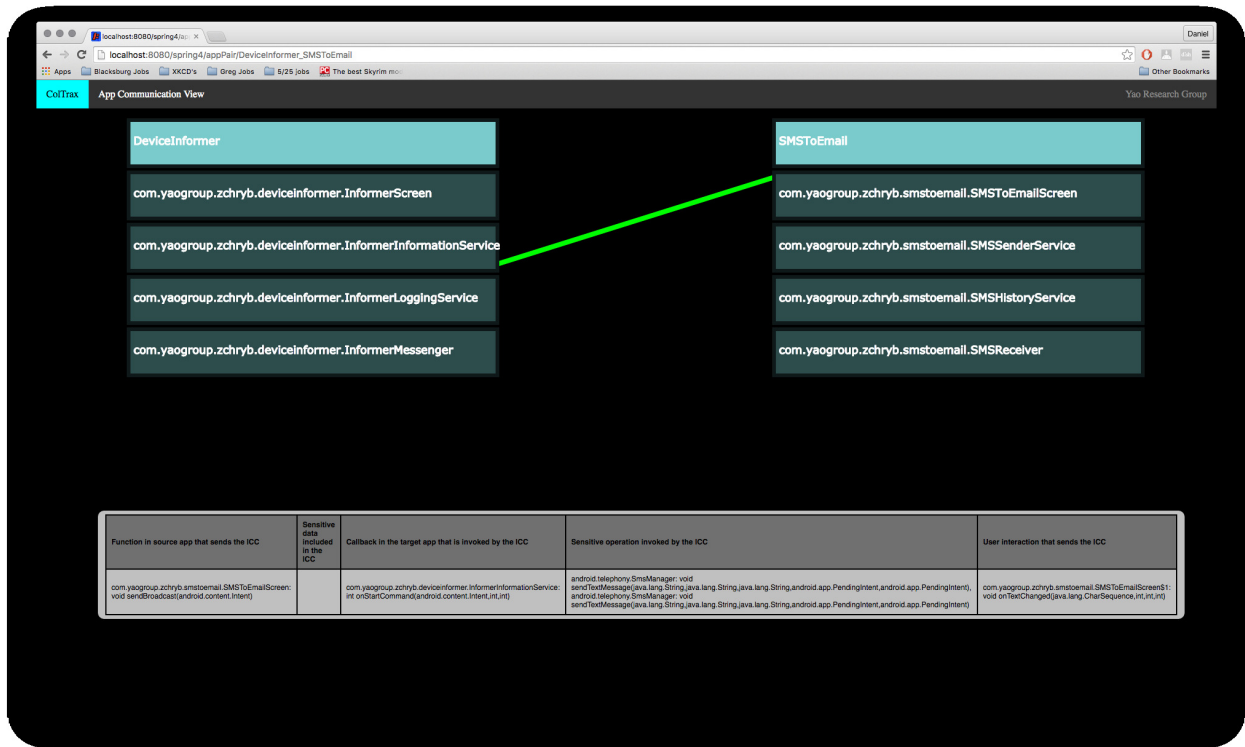 localhost:8080/spring4/ap
Daniel
localhost:8080/spring4/appPair/DeviceInformer_SMSToEmail
Apps Blacksburg Jobs XKCD's Greg Jobs 5/25 jobs The best Skyrim mo Other Bookmarks
ColTrax App Communication View Yao Research Group
DeviceInformer
com.yaogroup.zchryb.deviceinformer.InformerScreen
com.yaogroup.zchryb.deviceinformer.InformerInformationService
com.yaogroup.zchryb.deviceinformer.InformerLoggingService
com.yaogroup.zchryb.deviceinformer.InformerMessenger
SMSToEmail
com.yaogroup.zchryb.smstoemail.SMSToEmailScreen
com.yaogroup.zchryb.smstoemail.SMSSenderService
com.yaogroup.zchryb.smstoemail.SMSHistoryService
com.yaogroup.zchryb.smstoemail.SMSReceiver
Function in source app that sends the ICC
Sensitive
data
included
in the
ICC
Callback in the target app that is invoked by the ICC
Sensitive operation invoked by the ICC
User interaction that sends the ICC
com.yaogroup.zchryb.smstoemail.SMSToEmailScreen:
void sendBroadcast(android.content.Intent)
com.yaogroup.zchryb.deviceinformer.InformerInformationService:
int onStartCommand(android.content.Intent,int,int)
android.telephony.SmsManager: void
sendTextMessage(java.lang.String,java.lang.String,java.lang.String,android.app.PendingIntent,android.app.PendingIntent),
android.telephony.SmsManager: void
sendTextMessage(java.lang.String,java.lang.String,java.lang.String,android.app.PendingIntent,android.app.PendingIntent)
com.yaogroup.zchryb.smstoemail.SMSToEmailScreen$1:
void onTextChanged(java.lang.CharSequence,int,int,int)